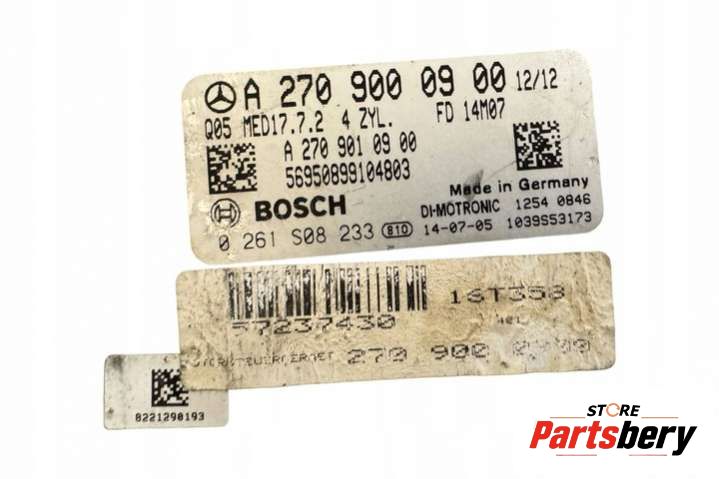 A 270 900 09 00 12/12
Q05 MED17.7.2 4 ZYL. FD 14M07
A 270 901 09 00
56950899104803
Made in Germany
BOSCH DI-MOTRONIC 1254 0846
0 261 S08 233 810 14-07-05 1039S53173
16T358
57237430 401
270 900
8221290193
STORE
Partsbery